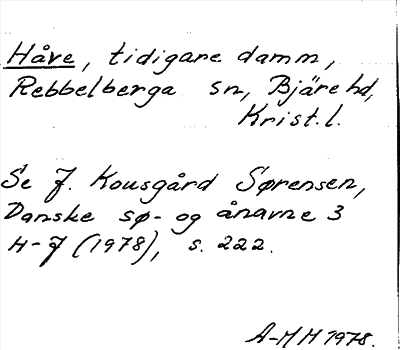 Håve, tidigare damm,
Rebbelberga sn, Bjäre hd,
Krist.l.
Se J. Kousgård Sørensen,
Danske sø- og ånavne 3
H-J (1978), s. 222.
A-MH 1978.